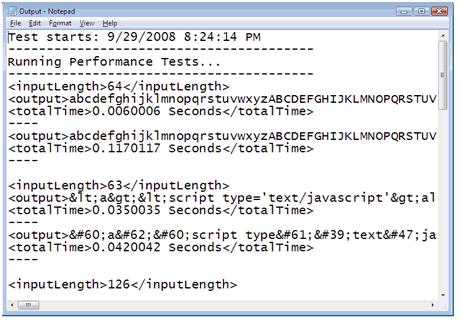 Output - Notepad
File Edit Format View Help
Test starts: 9/29/2008 8:24:14 PM
---------------------------------------
Running Performance Tests...
---------------------------------------
<inputLength>64</inputLength>
<output>abcdefghijklmnopqrstuvwxyzABCDEFGHIJKLMNOPQRSTUV
<totalTime>0.0060006 Seconds</totalTime>
----
<output>abcdefghijklmnopqrstuvwxyzABCDEFGHIJKLMNOPQRSTUV
<totalTime>0.1170117 Seconds</totalTime>
----
<inputLength>63</inputLength>
<output>&lt;a&gt;&lt;script type='text/javascript'&gt;al
<totalTime>0.0350035 Seconds</totalTime>
----
<output>&#60;a&#62;&#60;script type&#61;&#39;text&#47;ja
<totalTime>0.0420042 Seconds</totalTime>
----
<inputLength>126</inputLength>